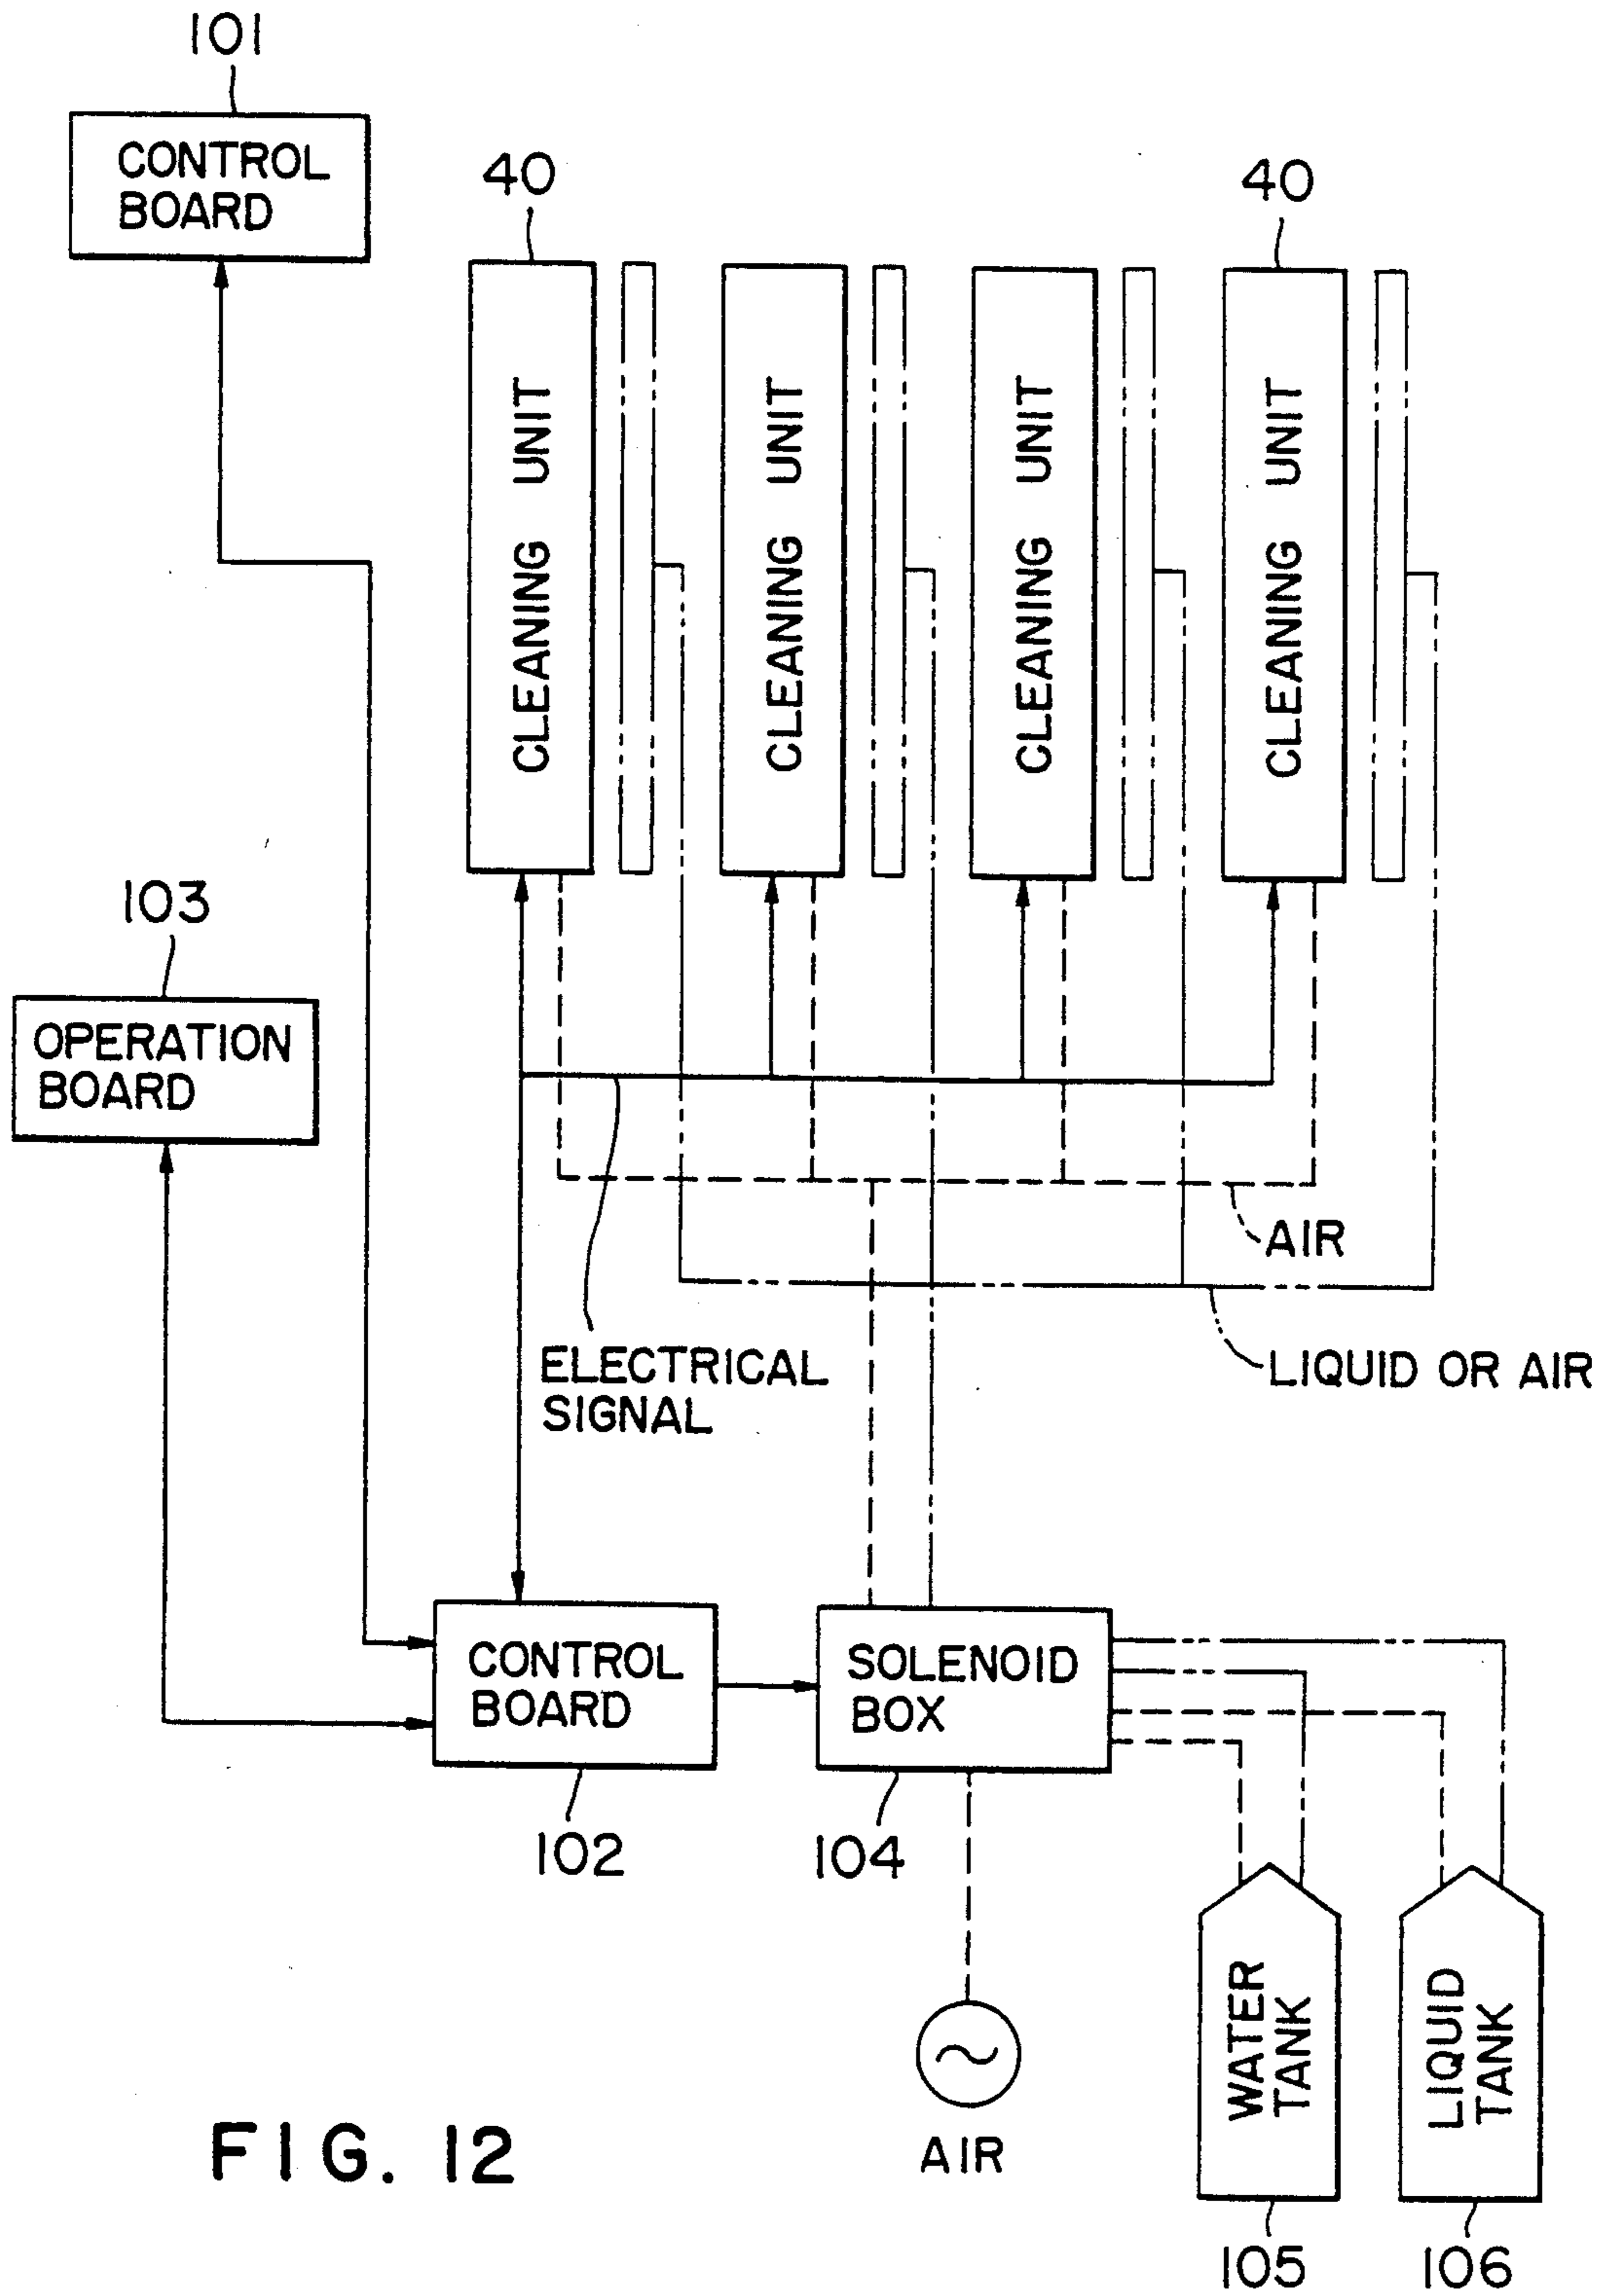 101
CONTROL
BOARD
40
40
CLEANING UNIT
CLEANING UNIT
CLEANING UNIT
CLEANING UNIT
103
OPERATION
BOARD
AIR
ELECTRICAL
SIGNAL
LIQUID OR AIR
CONTROL
BOARD
SOLENOID
BOX
102
104
WATER
TANK
LIQUID
TANK
AIR
FIG. 12
105
106